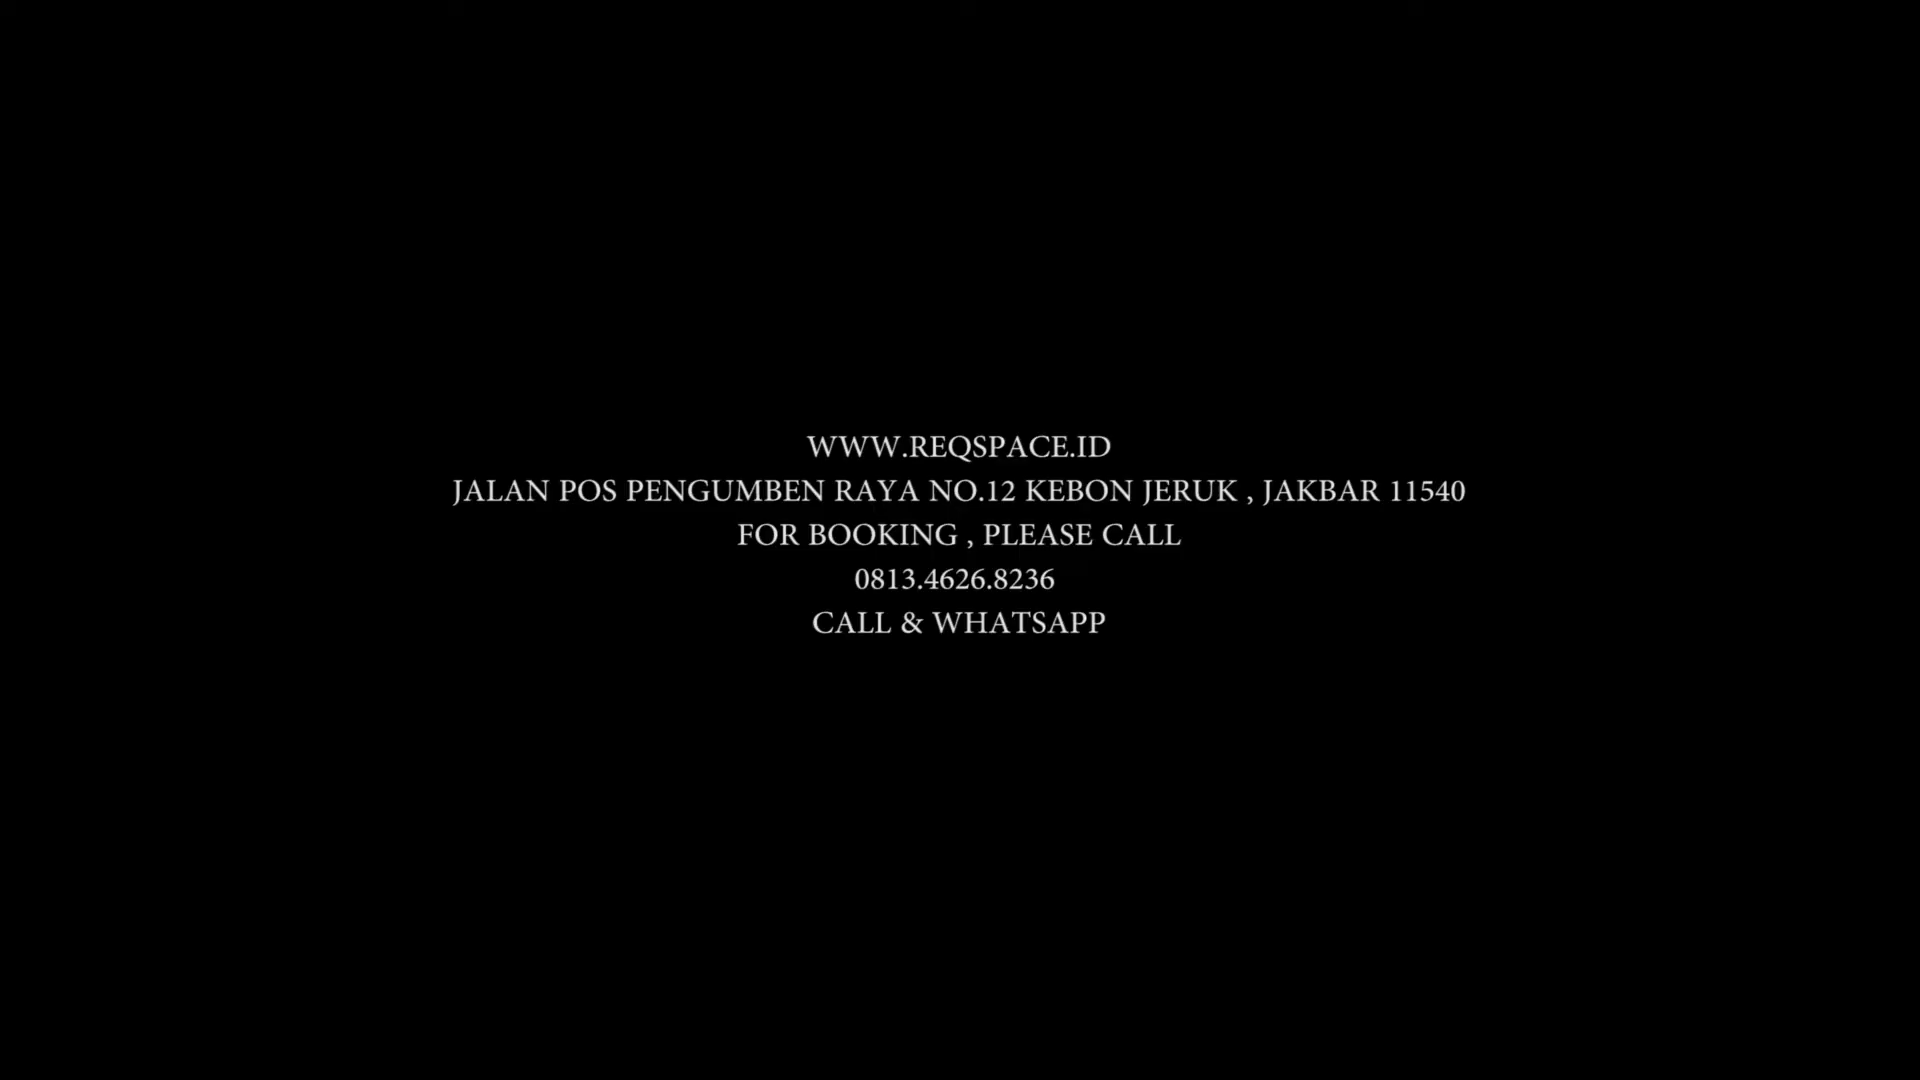 WWW.REQSPACE.ID
JALAN POS PENGUMBEN RAYA NO.12 KEBON JERUK , JAKBAR 11540
FOR BOOKING , PLEASE CALL
0813.4626.8236
CALL & WHATSAPP